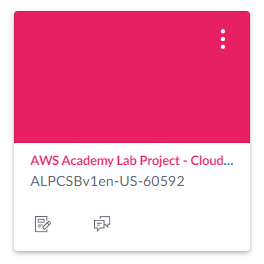 AWS Academy Lab Project - Cloud...
ALPCSBv1en-US-60592